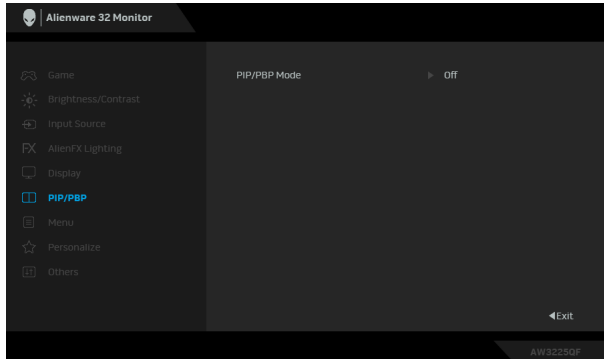 Alienware 32 Monitor
Game
Brightness/Contrast
Input Source
FX AlienFX Lighting
Display
PIP/PBP
Menu
Personalize
Others
PIP/PBP Mode Off
Exit
AW3225QF